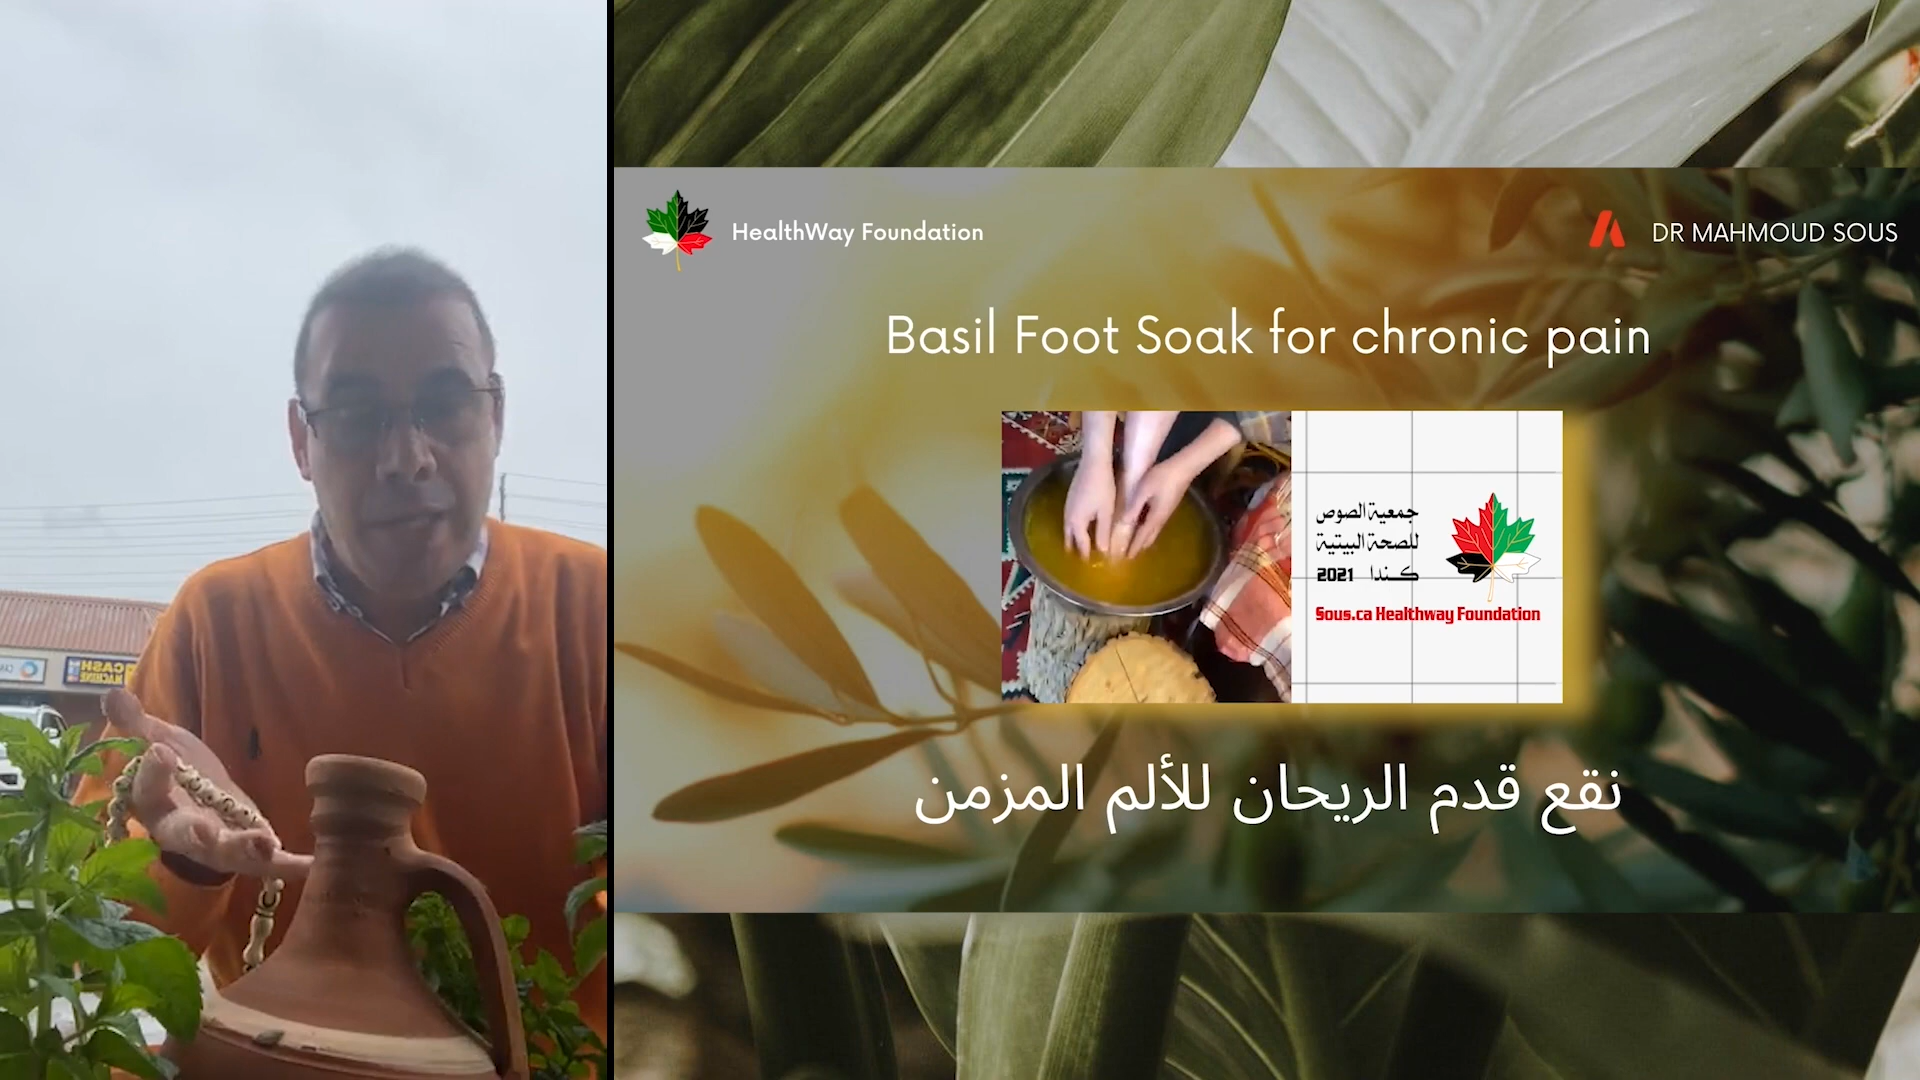 HealthWay Foundation
DR MAHMOUD SOUS
Basil Foot Soak for chronic pain
جمعية الصوص
للصحة البيتية
كندا 2021
Sous.ca Healthway Foundation
نقع قدم الريحان للألم المزمن
CASH
MACHINE